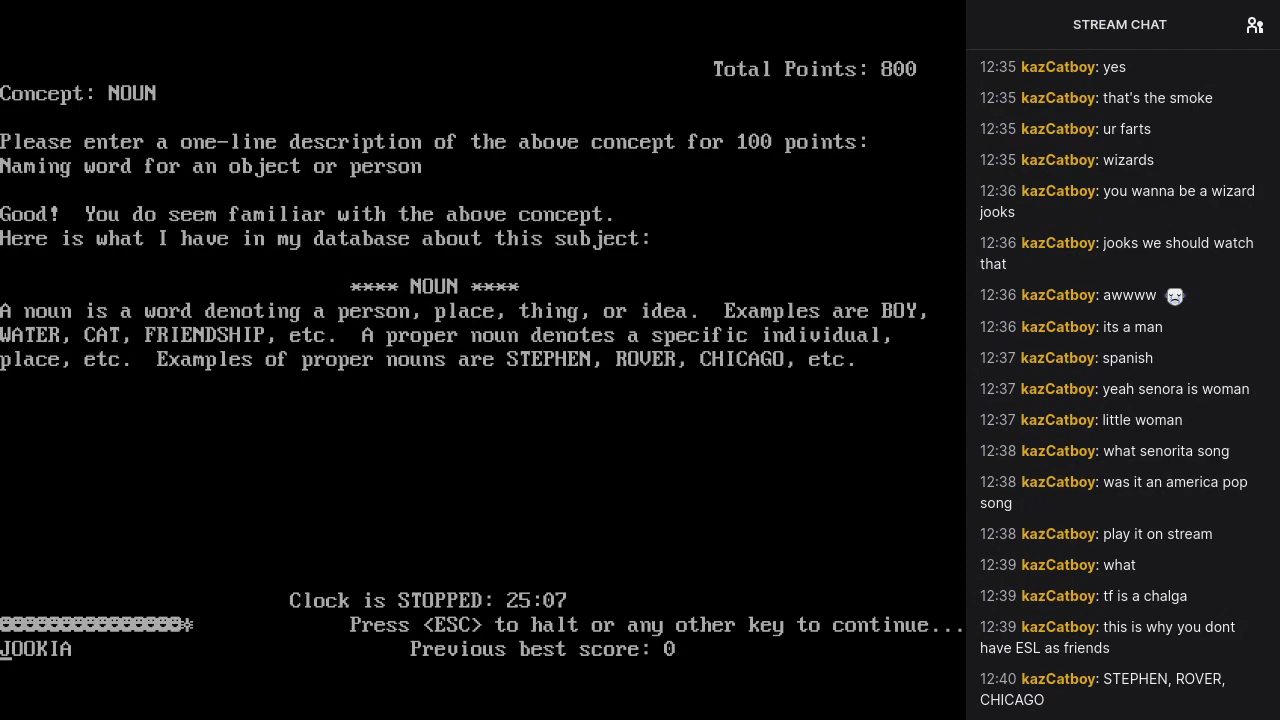 Total Points: 800
Concept: NOUN
Please enter a one-line description of the above concept for 100 points:
Naming word for an object or person
Good!  You do seem familiar with the above concept.
Here is what I have in my database about this subject:
**** NOUN ****
A noun is a word denoting a person, place, thing, or idea.  Examples are BOY,
WATER, CAT, FRIENDSHIP, etc.  A proper noun denotes a specific individual,
place, etc.  Examples of proper nouns are STEPHEN, ROVER, CHICAGO, etc.
Clock is STOPPED: 25:07
Press <ESC> to halt or any other key to continue...
JOOKIA
Previous best score: 0
STREAM CHAT
12:35 kazCatboy: yes
12:35 kazCatboy: that's the smoke
12:35 kazCatboy: ur farts
12:35 kazCatboy: wizards
12:36 kazCatboy: you wanna be a wizard
jooks
12:36 kazCatboy: jooks we should watch
that
12:36 kazCatboy: awwww
12:36 kazCatboy: its a man
12:37 kazCatboy: spanish
12:37 kazCatboy: yeah senora is woman
12:37 kazCatboy: little woman
12:38 kazCatboy: what senorita song
12:38 kazCatboy: was it an america pop
song
12:38 kazCatboy: play it on stream
12:39 kazCatboy: what
12:39 kazCatboy: tf is a chalga
12:39 kazCatboy: this is why you dont
have ESL as friends
12:40 kazCatboy: STEPHEN, ROVER,
CHICAGO